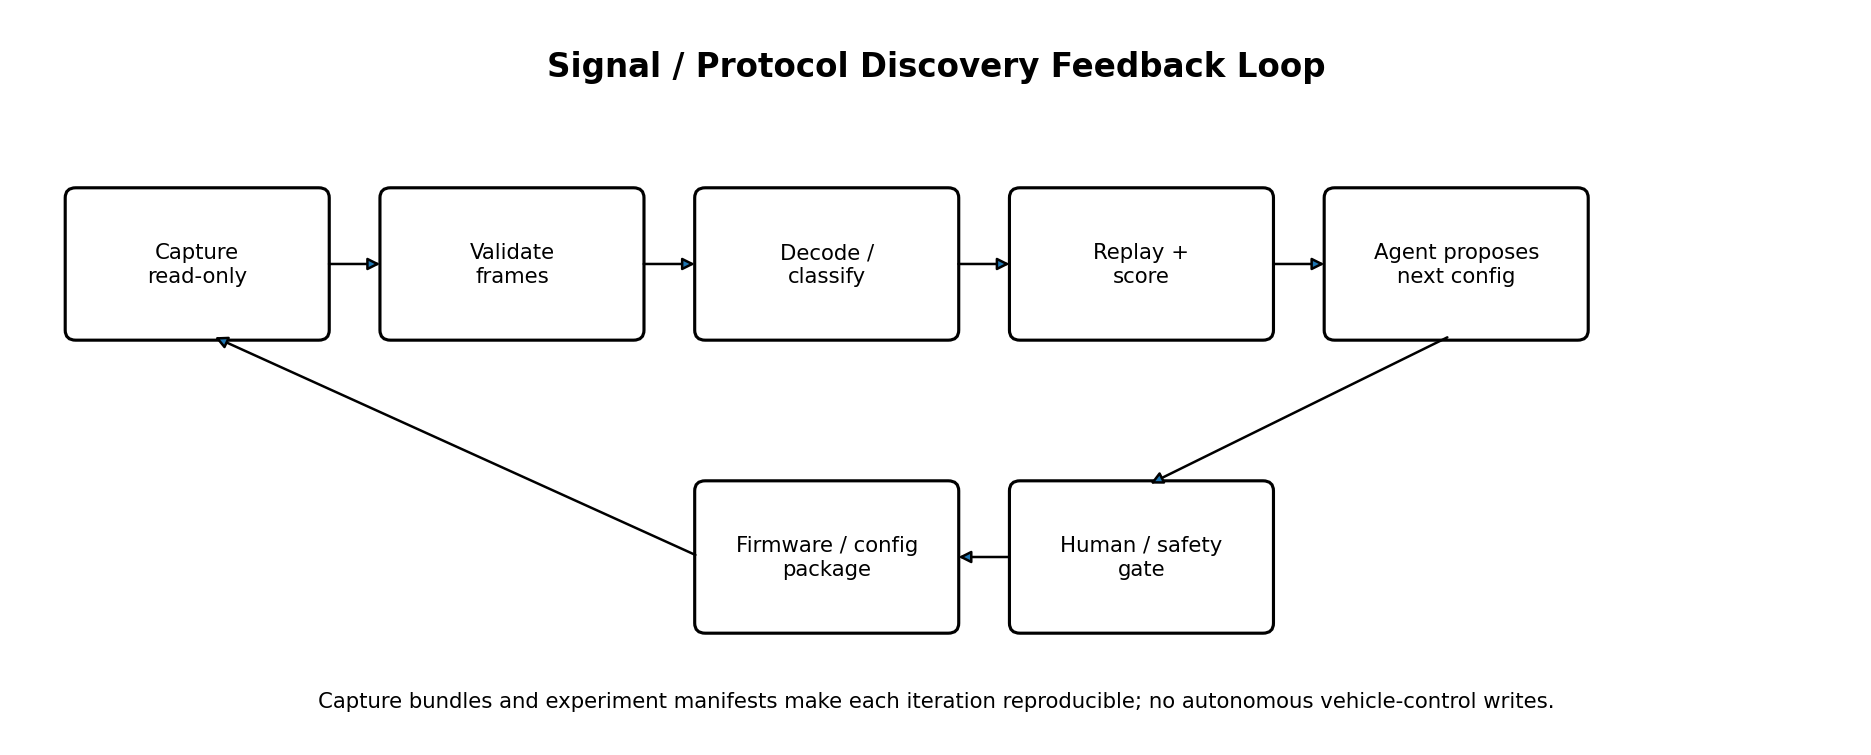 Signal / Protocol Discovery Feedback Loop
Capture
read-only
Validate
frames
Decode /
classify
Replay +
score
Agent proposes
next config
Firmware / config
package
Human / safety
gate
Capture bundles and experiment manifests make each iteration reproducible; no autonomous vehicle-control writes.